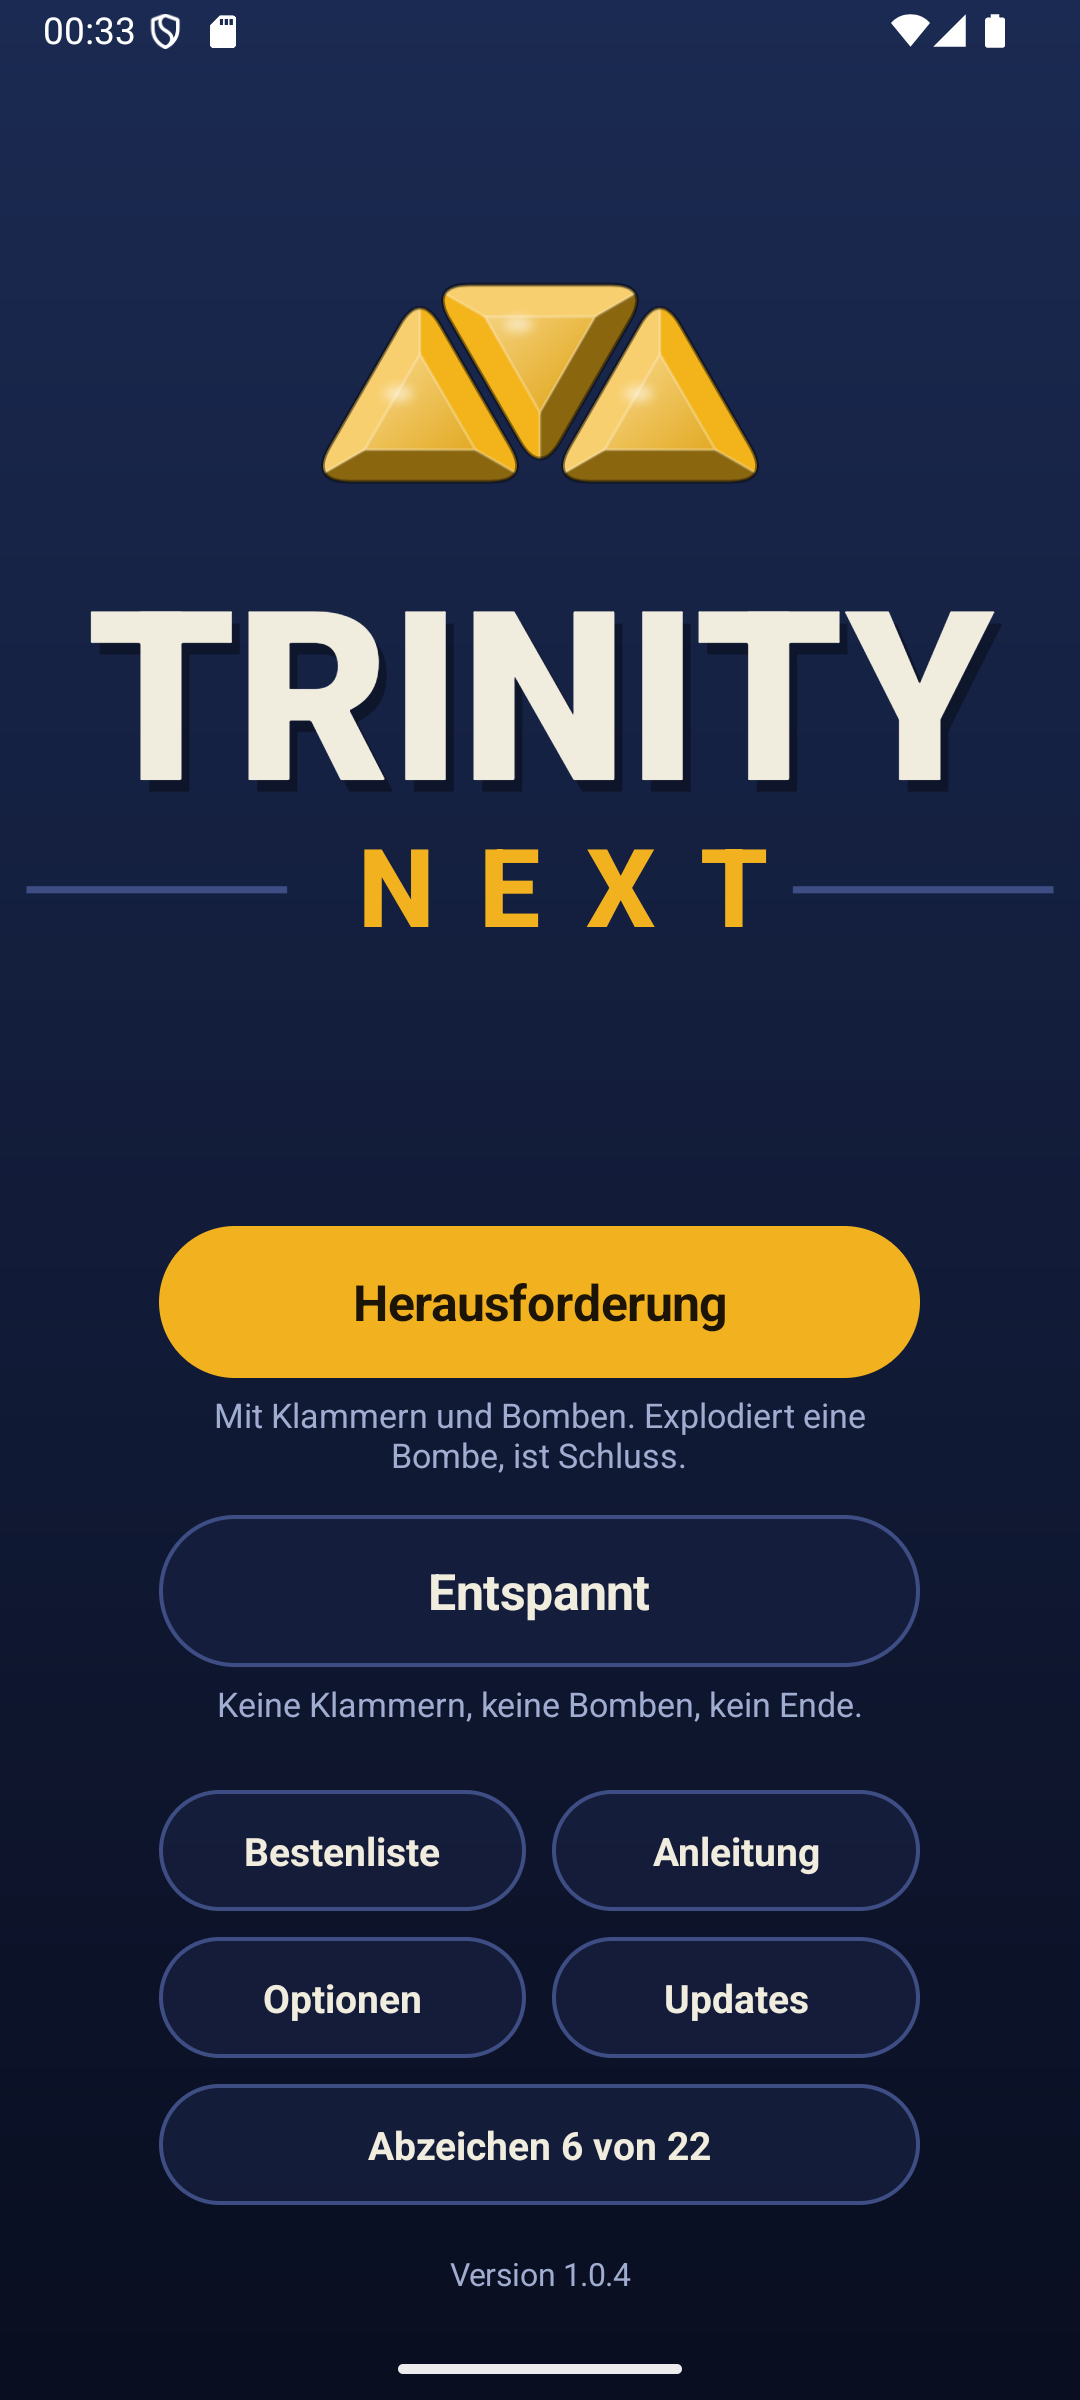 00:33
TRINITY
NEXT
Herausforderung
Mit Klammern und Bomben. Explodiert eine
Bombe, ist Schluss.
Entspannt
Keine Klammern, keine Bomben, kein Ende.
Bestenliste
Anleitung
Optionen
Updates
Abzeichen 6 von 22
Version 1.0.4